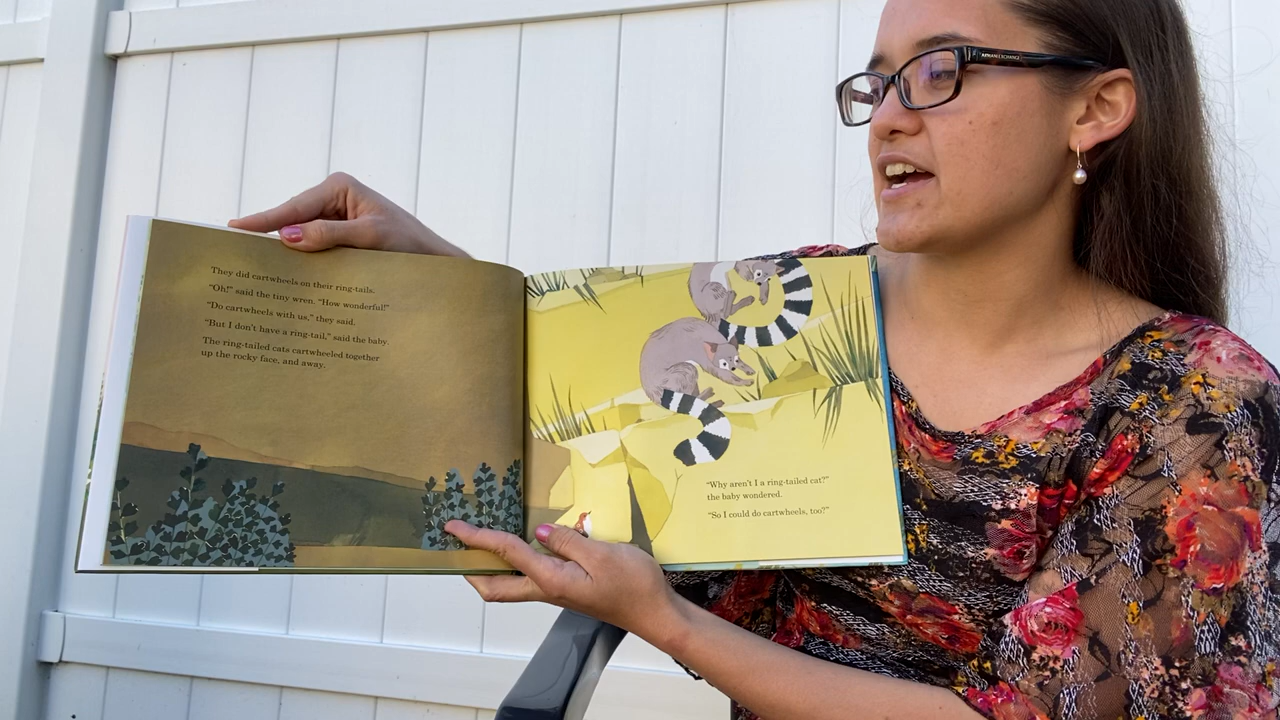 They did cartwheels on their ring-tails.
“Oh!” said the tiny wren. “How wonderful!”
“Do cartwheels with us,” they said.
“But I don’t have a ring-tail,” said the baby.
The ring-tailed cats cartwheeled together
up the rocky face, and away.
“Why aren’t I a ring-tailed cat?”
the baby wondered.
“So I could do cartwheels, too?”